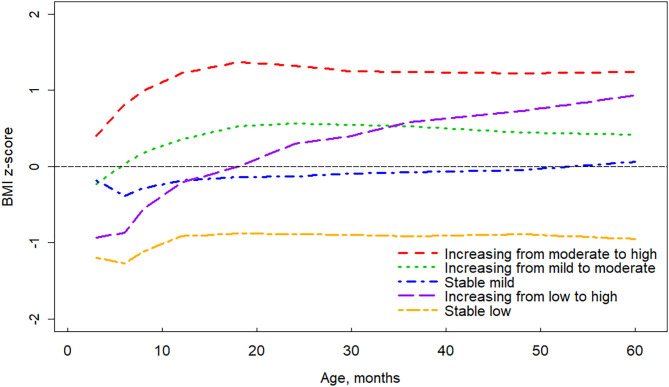 2
1
0
-1
-2
BMI z-score
Increasing from moderate to high
Increasing from mild to moderate
Stable mild
Increasing from low to high
Stable low
0 10 20 30 40 50 60
Age, months